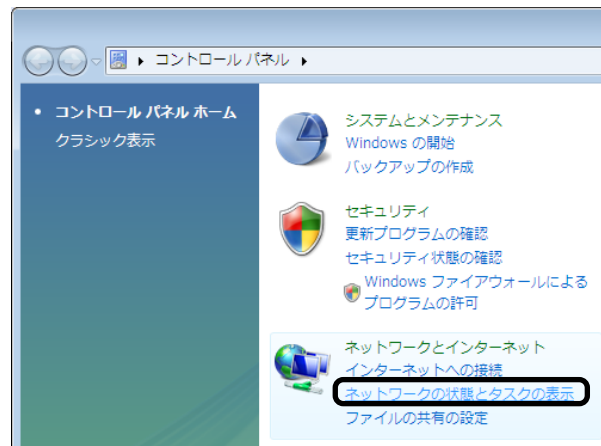 コントロール パネル
コントロール パネル ホーム
クラシック表示
システムとメンテナンス
Windows の開始
バックアップの作成
セキュリティ
更新プログラムの確認
セキュリティ状態の確認
Windows ファイアウォールによる
プログラムの許可
ネットワークとインターネット
インターネットへの接続
ネットワークの状態とタスクの表示
ファイルの共有の設定